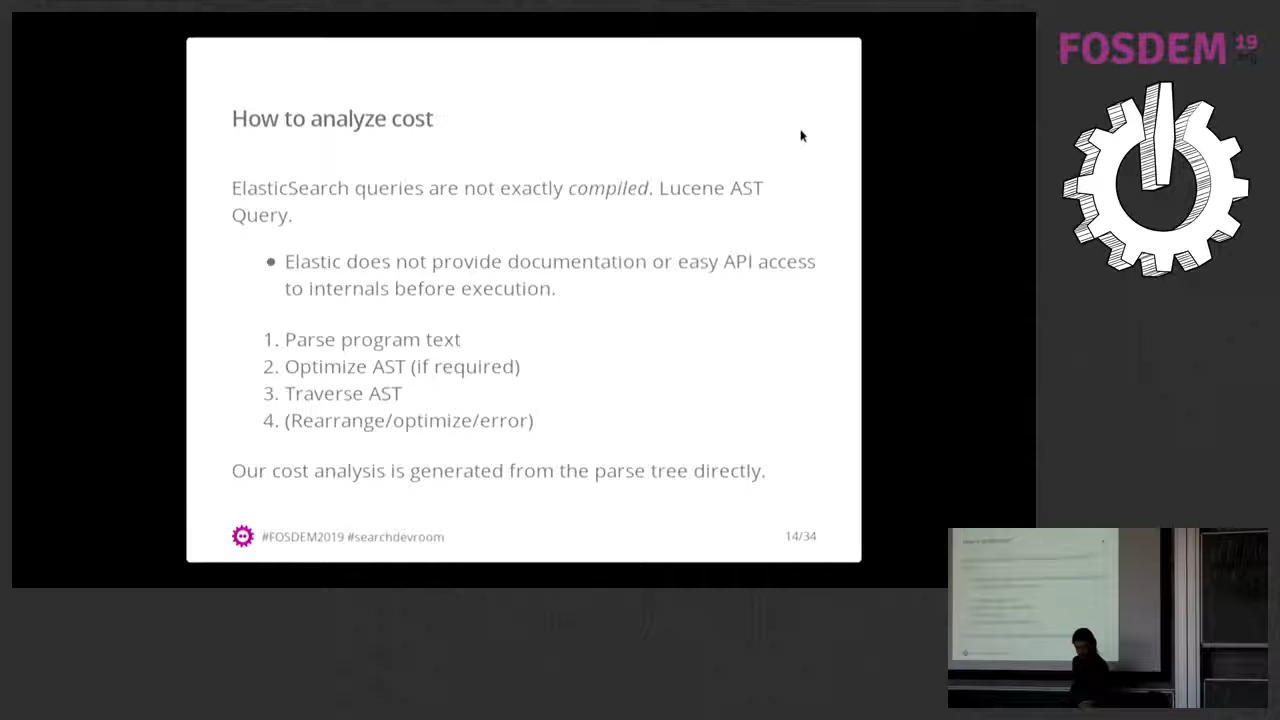 FOSDEM 19
.org
How to analyze cost
ElasticSearch queries are not exactly compiled. Lucene AST
Query.
• Elastic does not provide documentation or easy API access
to internals before execution.
1. Parse program text
2. Optimize AST (if required)
3. Traverse AST
4. (Rearrange/optimize/error)
Our cost analysis is generated from the parse tree directly.
#FOSDEM2019 #searchdevroom
14/34